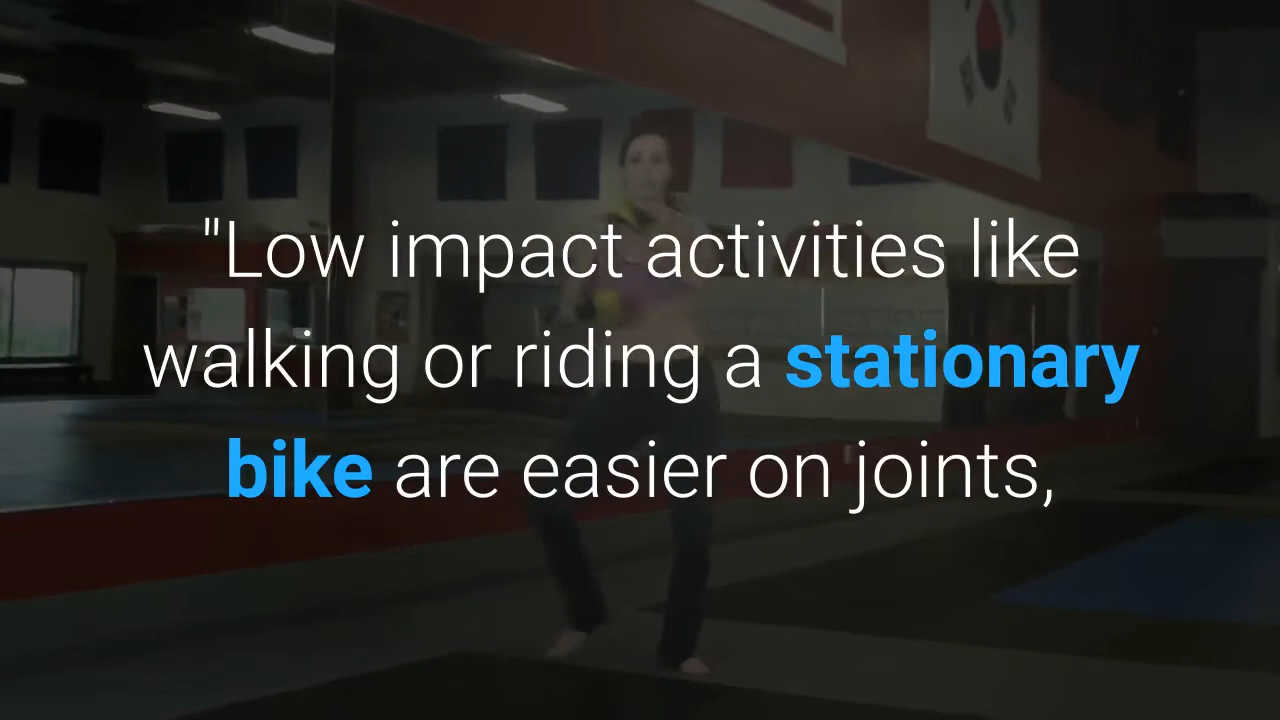 "Low impact activities like
walking or riding a stationary
bike are easier on joints,